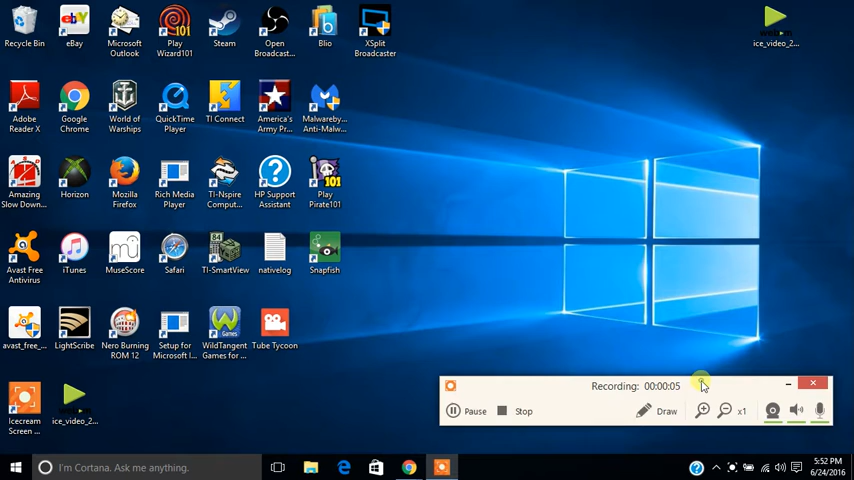 Recycle Bin
eBay
Microsoft Outlook
Play Wizard101
Steam
Open Broadcast...
Blio
XSplit Broadcaster
ice_video_2...
Adobe Reader X
Google Chrome
World of Warships
QuickTime Player
TI Connect
America's Army Pr...
Malwareby... Anti-Malw...
Amazing Slow Down...
Horizon
Mozilla Firefox
Rich Media Player
TI-Nspire Comput...
HP Support Assistant
Play Pirate101
Avast Free Antivirus
iTunes
MuseScore
Safari
TI-SmartView
nativelog
Snapfish
avast_free_...
LightScribe
Nero Burning ROM 12
Setup for Microsoft I...
WildTangent Games for ...
Tube Tycoon
Icecream Screen ...
ice_video_2...
Recording: 00:00:05
Pause
Stop
Draw
x1
I'm Cortana. Ask me anything.
5:52 PM
6/24/2016